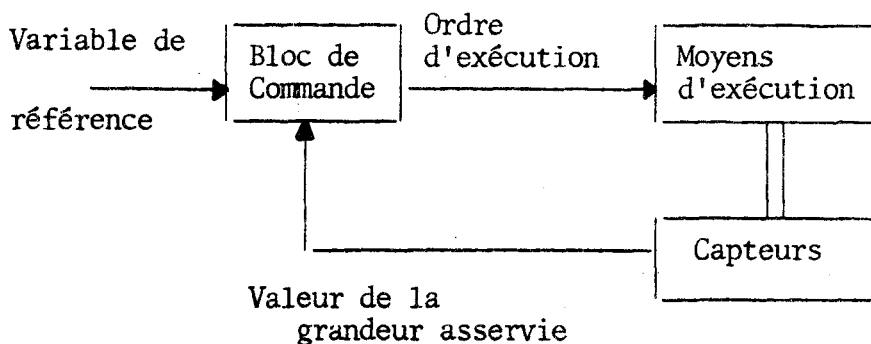 Variable de
référence
Bloc de
Commande
Ordre
d'exécution
Moyens
d'exécution
Capteurs
Valeur de la
grandeur asservie